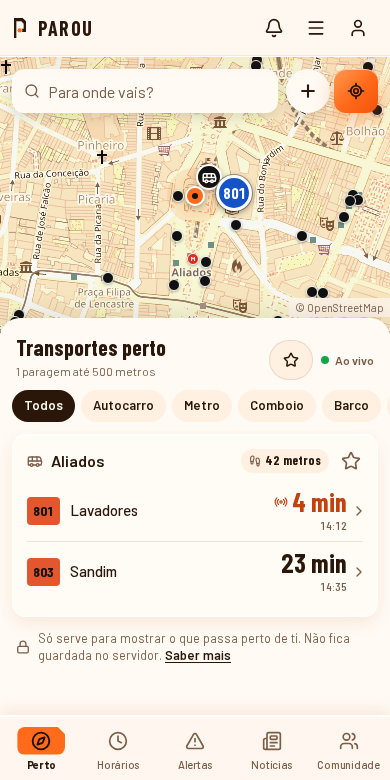 PAROU
Para onde vais?
Bolhão
Pinheiro
Rua da Conceição
Picaria
Rua de José Falcão
Rua da Picaria
Rua do Bonjardim
801
Aliados
Praça Filipa
de Lencastre
© OpenStreetMap
Transportes perto
1 paragem até 500 metros
Ao vivo
Todos
Autocarro
Metro
Comboio
Barco
Aliados
42 metros
801
Lavadores
4 min
14:12
803
Sandim
23 min
14:35
Só serve para mostrar o que passa perto de ti. Não fica
guardada no servidor. Saber mais
Perto
Horários
Alertas
Notícias
Comunidade